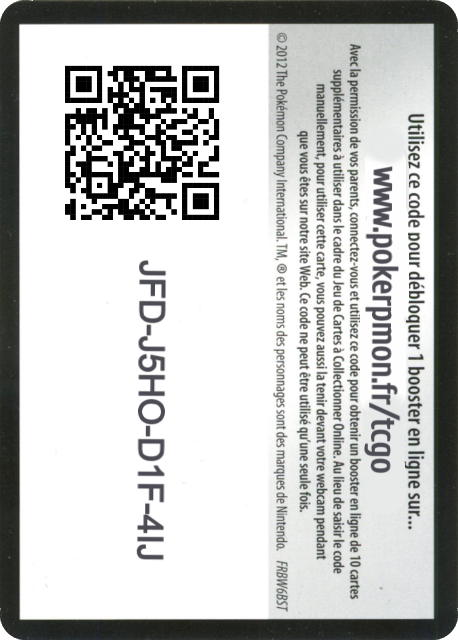 Utilisez ce code pour débloquer 1 booster en ligne sur...
www.pokerpmon.fr/tcgo
Avec la permission de vos parents, connectez-vous et utilisez ce code pour obtenir un booster en ligne de 10 cartes
supplémentaires à utiliser dans le cadre du Jeu de Cartes à Collectionner Online. Au lieu de saisir le code
manuellement, pour utiliser cette carte, vous pouvez aussi la tenir devant votre webcam pendant
que vous êtes sur notre site Web. Ce code ne peut être utilisé qu'une seule fois.
© 2012 The Pokémon Company International. TM, ® et les noms des personnages sont des marques de Nintendo. FRBW6BST
JFD-J5HO-D1F-4IJ